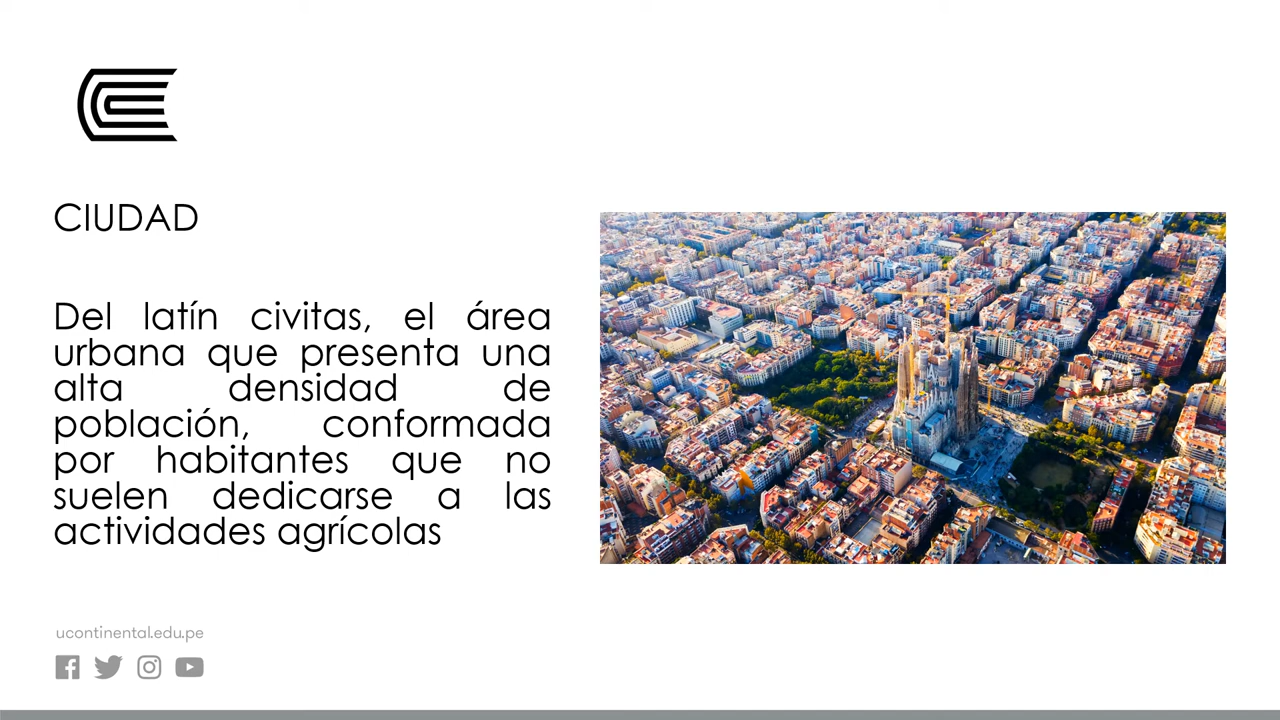 CIUDAD
Del latín civitas, el área
urbana que presenta una
alta densidad de
población, conformada
por habitantes que no
suelen dedicarse a las
actividades agrícolas
ucontinental.edu.pe